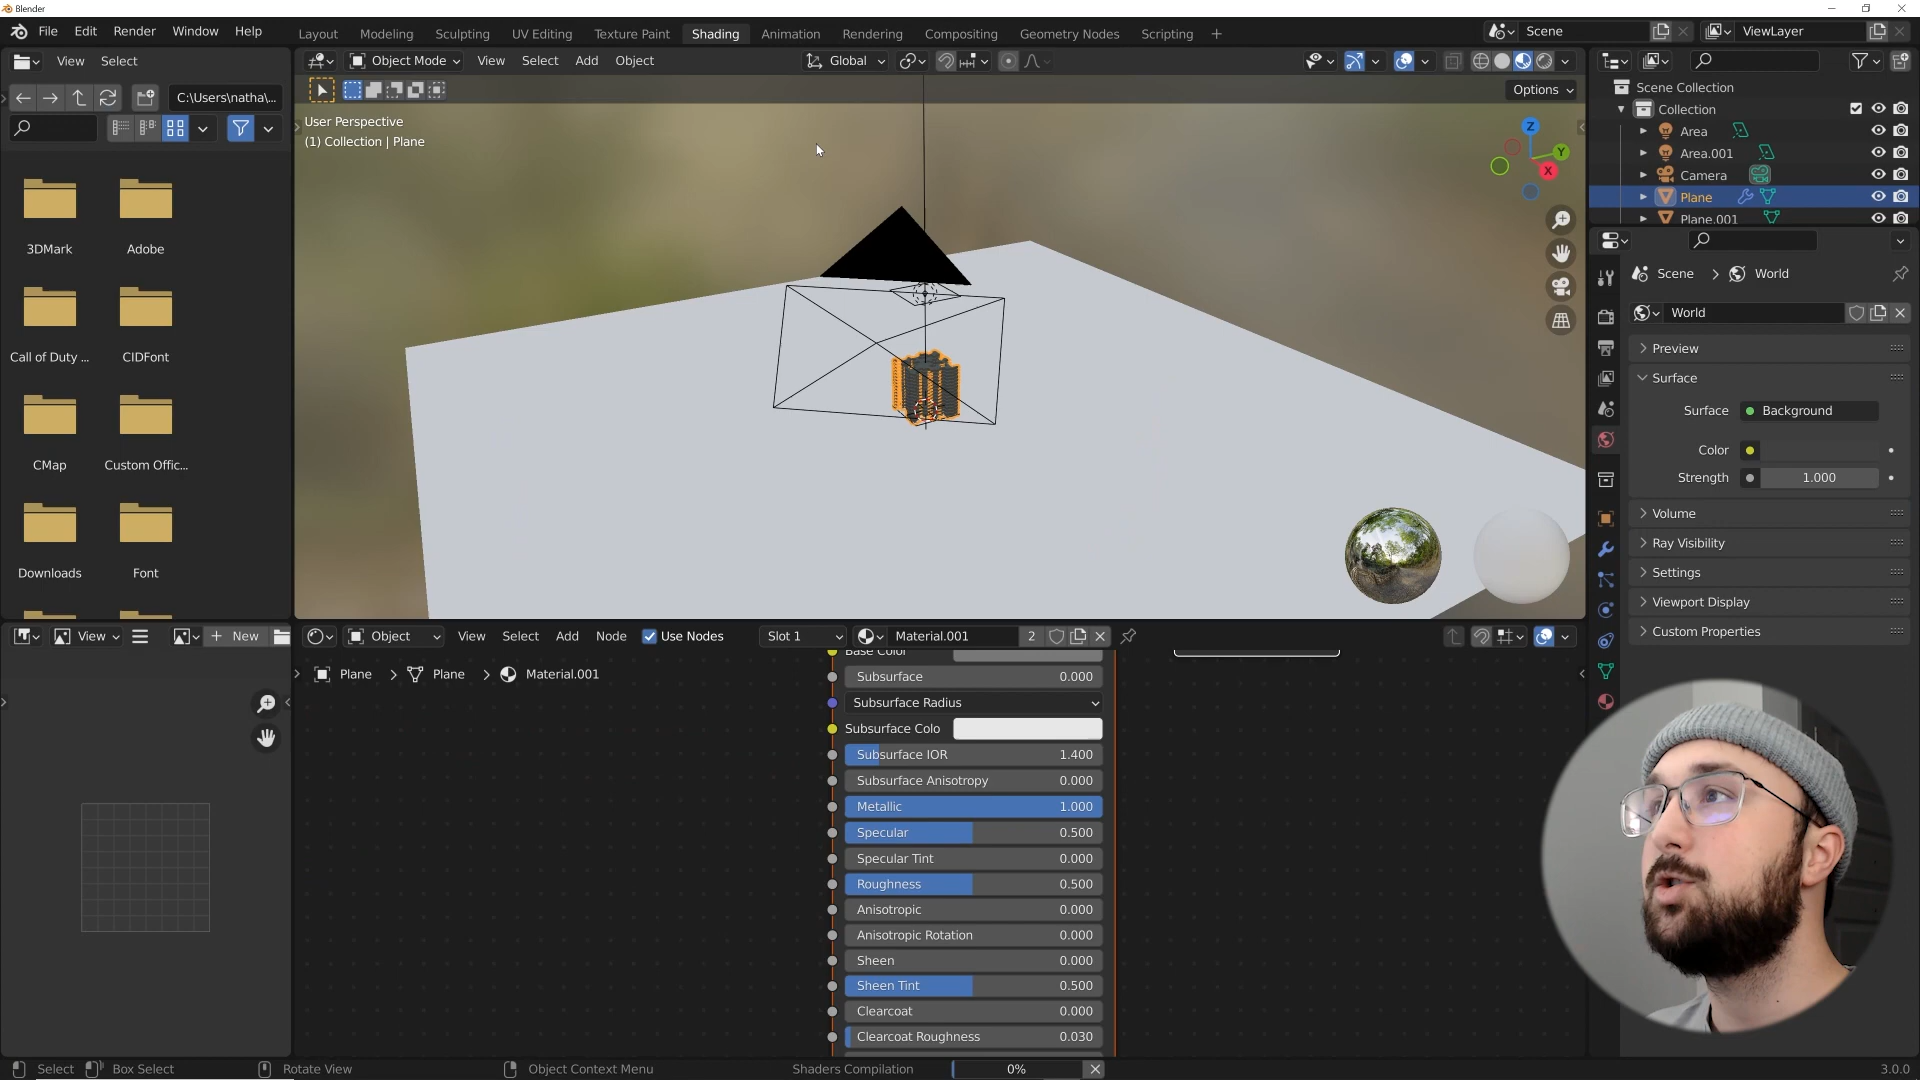 Blender
File Edit Render Window Help
Layout Modeling Sculpting UV Editing Texture Paint Shading Animation Rendering Compositing Geometry Nodes Scripting
Scene
ViewLayer
View Select
Object Mode View Select Add Object
Global
C:\Users\natha\...
Options
User Perspective
(1) Collection | Plane
Z
Y
X
3DMark
Adobe
Call of Duty ...
CIDFont
CMap
Custom Offic...
Downloads
Font
Scene Collection
Collection
Area
Area.001
Camera
Plane
Plane.001
Scene > World
World
Preview
Surface
Surface Background
Color
Strength 1.000
Volume
Ray Visibility
Settings
Viewport Display
Custom Properties
View
New
Object View Select Add Node Use Nodes
Slot 1
Material.001 2
Plane > Plane > Material.001
Base Color
Subsurface 0.000
Subsurface Radius
Subsurface Colo
Subsurface IOR 1.400
Subsurface Anisotropy 0.000
Metallic 1.000
Specular 0.500
Specular Tint 0.000
Roughness 0.500
Anisotropic 0.000
Anisotropic Rotation 0.000
Sheen 0.000
Sheen Tint 0.500
Clearcoat 0.000
Clearcoat Roughness 0.030
Select Box Select Rotate View Object Context Menu Shaders Compilation 0% 3.0.0